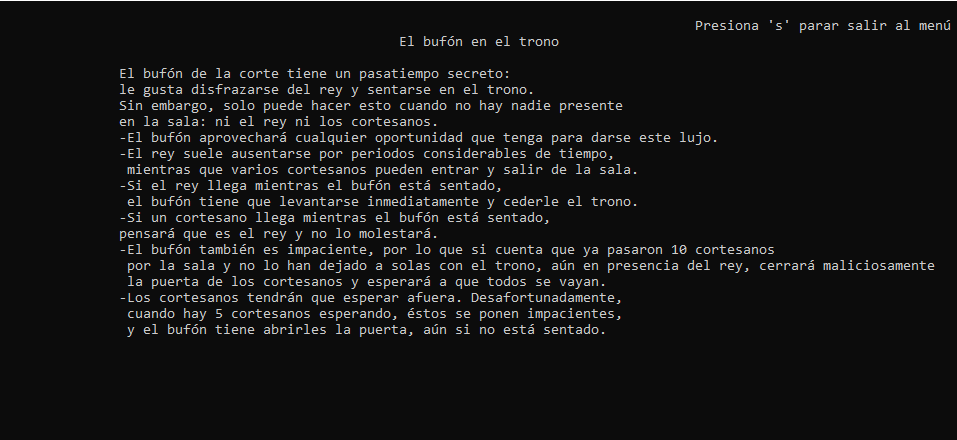 Presiona 's' parar salir al menú
El bufón en el trono
El bufón de la corte tiene un pasatiempo secreto:
le gusta disfrazarse del rey y sentarse en el trono.
Sin embargo, solo puede hacer esto cuando no hay nadie presente
en la sala: ni el rey ni los cortesanos.
-El bufón aprovechará cualquier oportunidad que tenga para darse este lujo.
-El rey suele ausentarse por periodos considerables de tiempo,
mientras que varios cortesanos pueden entrar y salir de la sala.
-Si el rey llega mientras el bufón está sentado,
el bufón tiene que levantarse inmediatamente y cederle el trono.
-Si un cortesano llega mientras el bufón está sentado,
pensará que es el rey y no lo molestará.
-El bufón también es impaciente, por lo que si cuenta que ya pasaron 10 cortesanos
por la sala y no lo han dejado a solas con el trono, aún en presencia del rey, cerrará maliciosamente
la puerta de los cortesanos y esperará a que todos se vayan.
-Los cortesanos tendrán que esperar afuera. Desafortunadamente,
cuando hay 5 cortesanos esperando, éstos se ponen impacientes,
y el bufón tiene abrirles la puerta, aún si no está sentado.